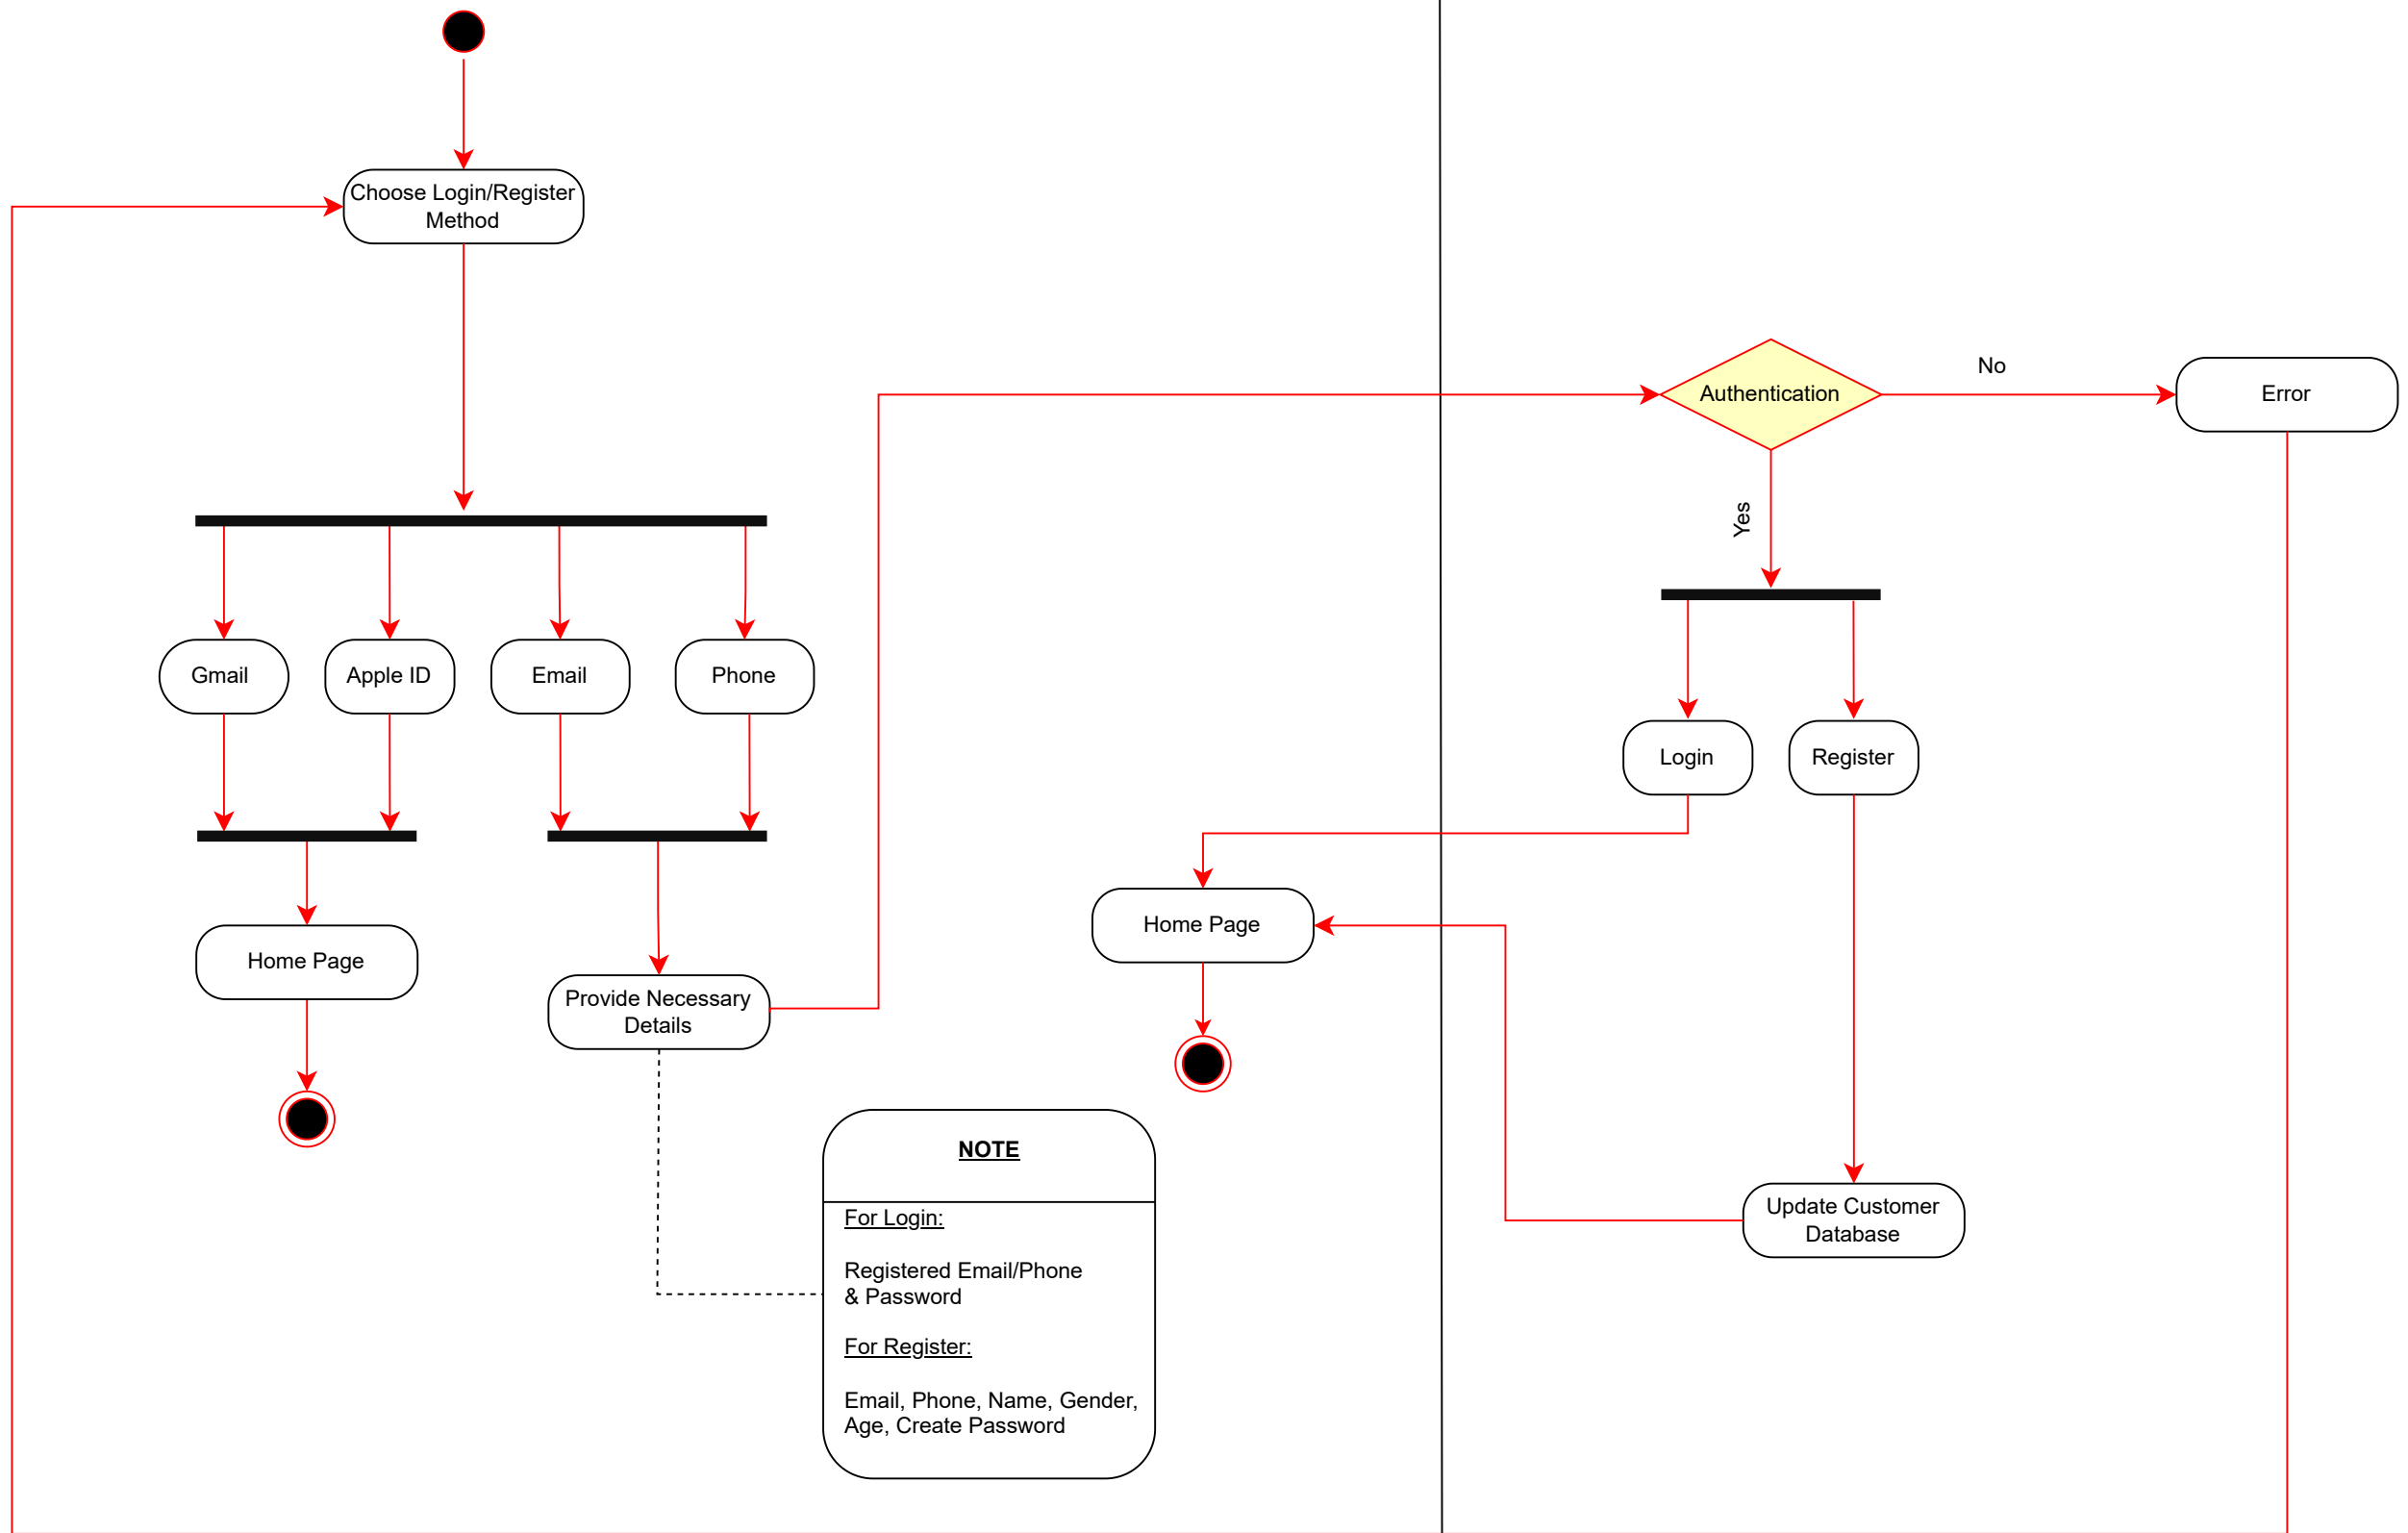 Choose Login/Register
Method
Authentication
No
Error
Yes
Gmail
Apple ID
Email
Phone
Login
Register
Home Page
Home Page
Provide Necessary
Details
NOTE
For Login:
Registered Email/Phone
& Password
For Register:
Email, Phone, Name, Gender,
Age, Create Password
Update Customer
Database